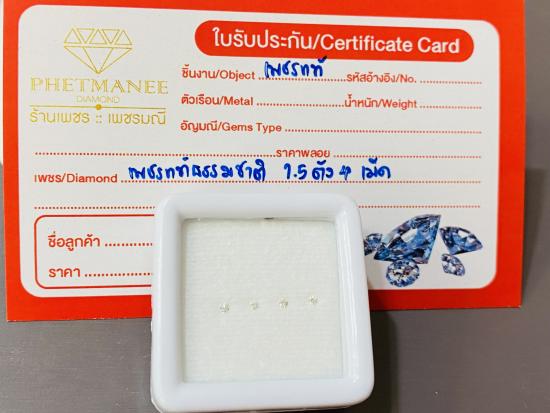 ใบรับประกัน/Certificate Card
PHETMANEE
DIAMOND
ร้านเพชร :: เพชรมณี
ชิ้นงาน/Object เพชรแท้ รหัสอ้างอิง/No.
ตัวเรือน/Metal น้ำหนัก/Weight
อัญมณี/Gems Type
ราคาพลอย
เพชร/Diamond เพชรแท้ธรรมชาติ 1.5 ตัง 4 เม็ด
ชื่อลูกค้า
ราคา